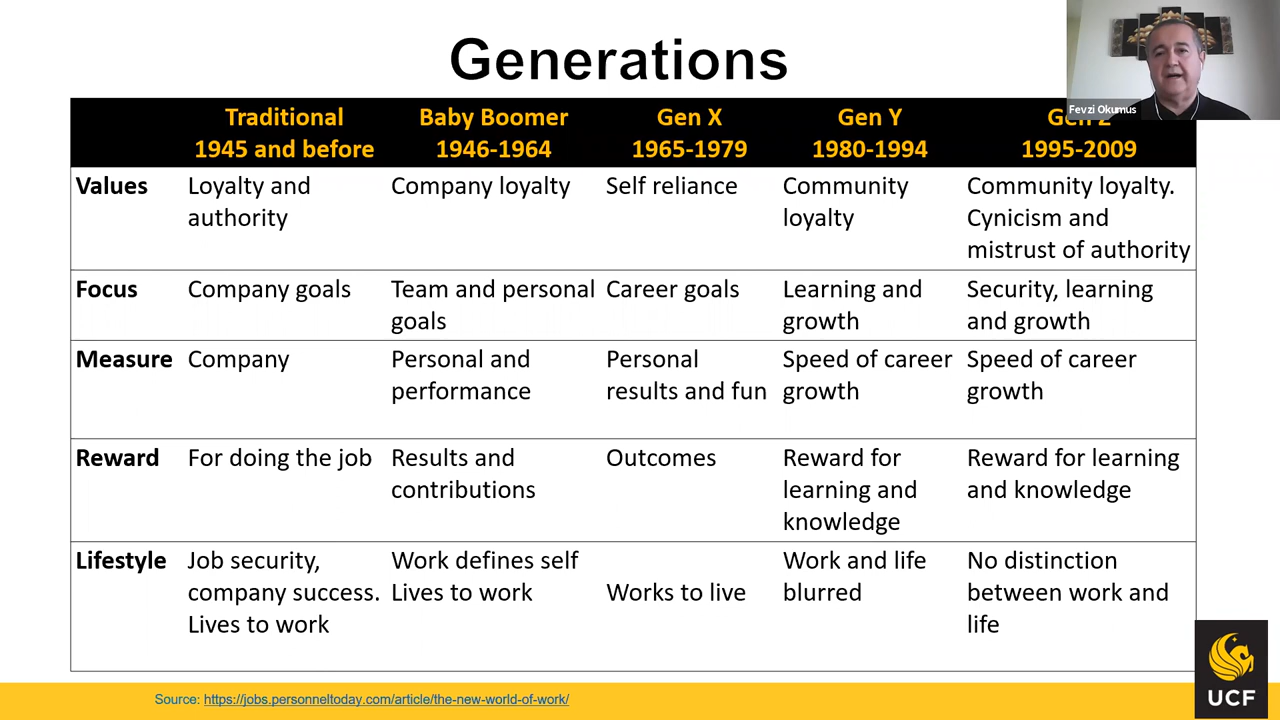 Generations
Fevzi Okumus
Traditional Baby Boomer Gen X Gen Y Gen Z
1945 and before 1946-1964 1965-1979 1980-1994 1995-2009
Values Loyalty and Company loyalty Self reliance Community Community loyalty.
authority loyalty Cynicism and
mistrust of authority
Focus Company goals Team and personal Career goals Learning and Security, learning
goals growth and growth
Measure Company Personal and Personal Speed of career Speed of career
performance results and fun growth growth
Reward For doing the job Results and Outcomes Reward for Reward for learning
contributions learning and and knowledge
knowledge
Lifestyle Job security, Work defines self Work and life No distinction
company success. Lives to work Works to live blurred between work and
Lives to work life
Source: https://jobs.personneltoday.com/article/the-new-world-of-work/
UCF